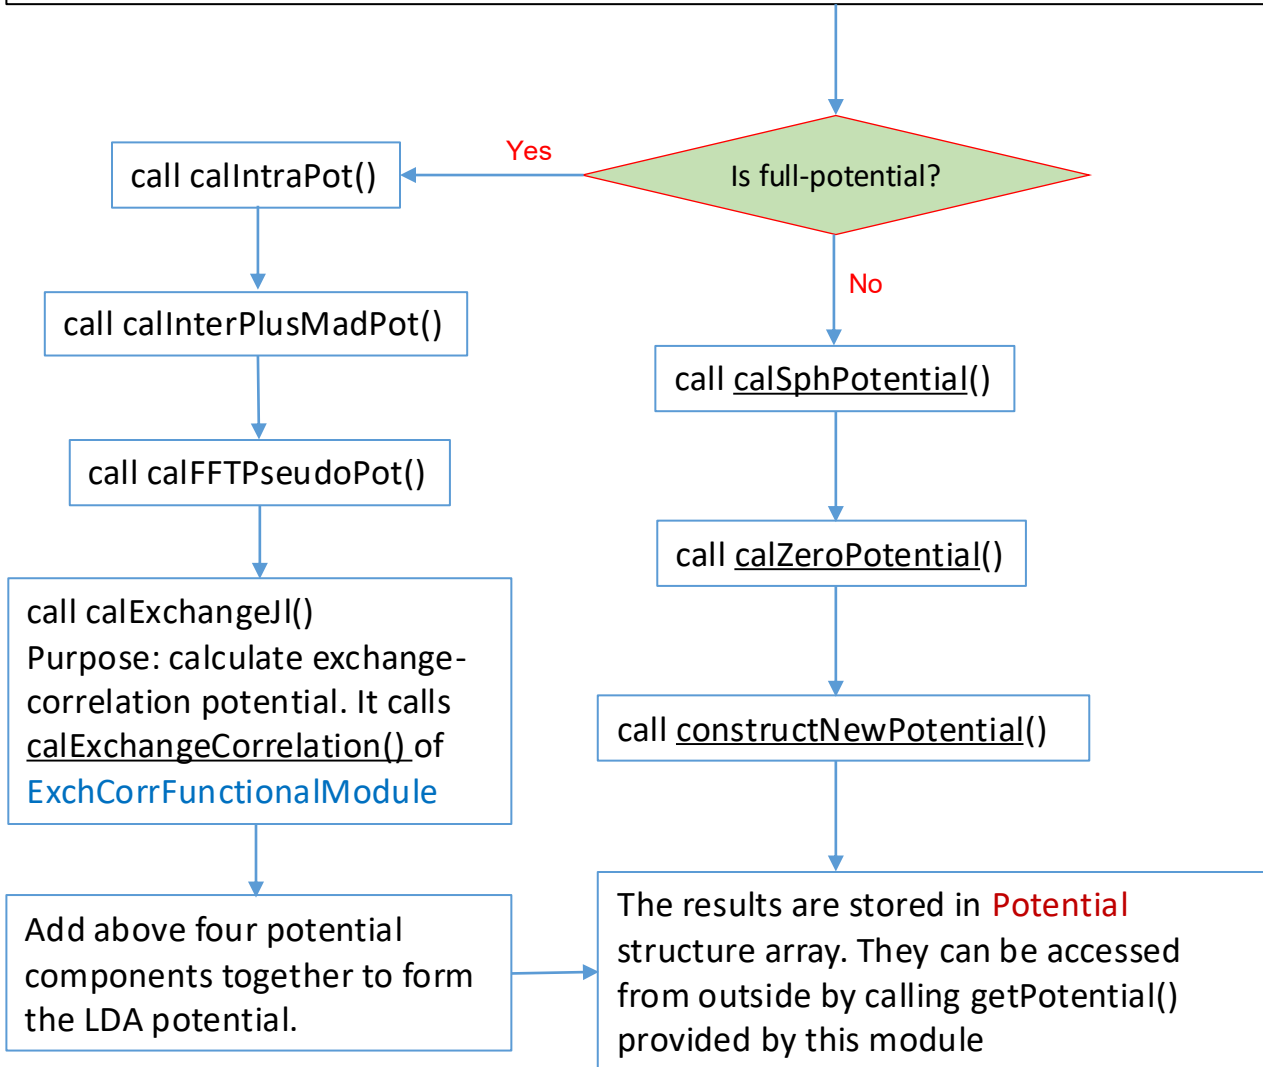 Is full-potential?
Yes
No
call calIntraPot()
call calInterPlusMadPot()
call calFFTPseudoPot()
call calExchangeJl()
Purpose: calculate exchange-
correlation potential. It calls
calExchangeCorrelation() of
ExchCorrFunctionalModule
Add above four potential
components together to form
the LDA potential.
call calSphPotential()
call calZeroPotential()
call constructNewPotential()
The results are stored in Potential
structure array. They can be accessed
from outside by calling getPotential()
provided by this module